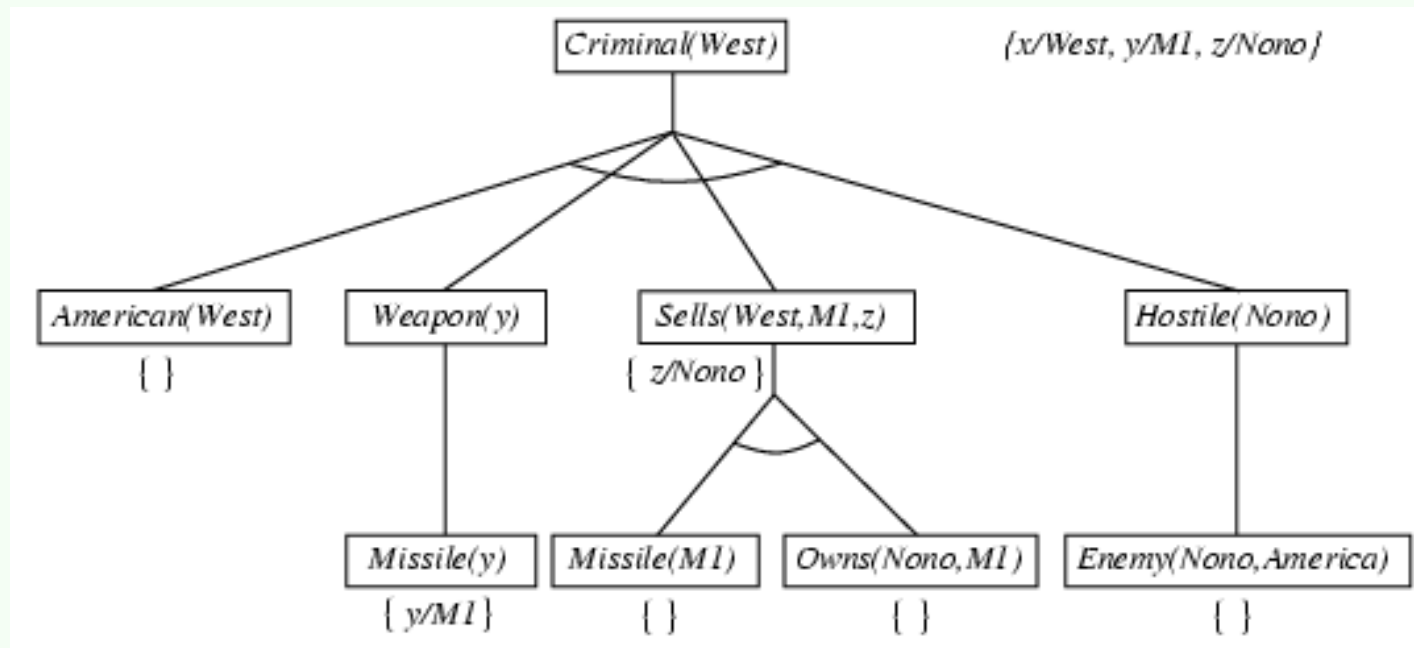 Criminal(West) {x/West, y/M1, z/Nono}
American(West) Weapon(y) Sells(West,M1,z) Hostile(Nono)
{ } { z/Nono }
Missile(y) Missile(M1) Owns(Nono,M1) Enemy(Nono,America)
{ y/M1 } { } { } { }